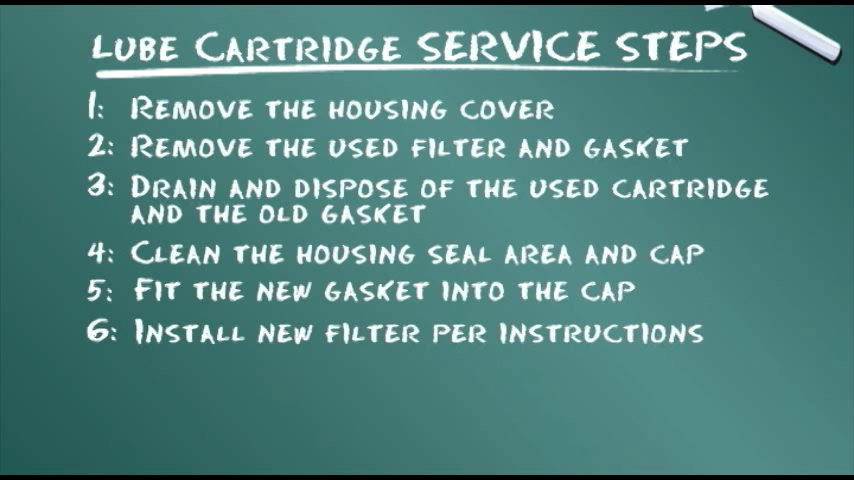 LUBE CARTRIDGE SERVICE STEPS
1: REMOVE THE HOUSING COVER
2: REMOVE THE USED FILTER AND GASKET
3: DRAIN AND DISPOSE OF THE USED CARTRIDGE
AND THE OLD GASKET
4: CLEAN THE HOUSING SEAL AREA AND CAP
5: FIT THE NEW GASKET INTO THE CAP
6: INSTALL NEW FILTER PER INSTRUCTIONS